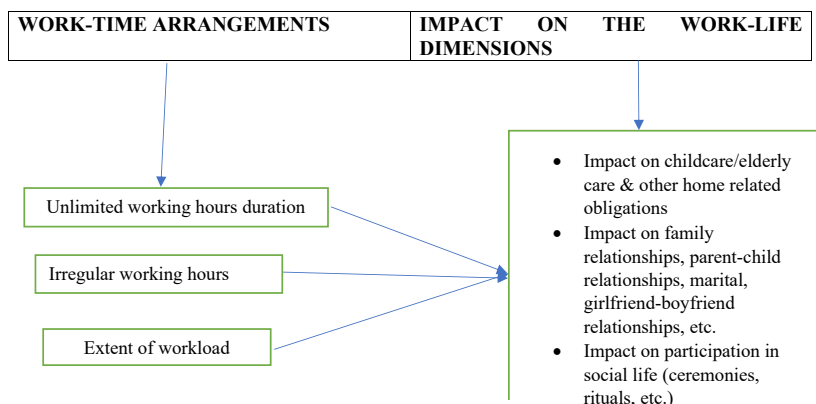 WORK-TIME ARRANGEMENTS
IMPACT ON THE WORK-LIFE
DIMENSIONS
Unlimited working hours duration
Irregular working hours
Extent of workload
• Impact on childcare/elderly
care & other home related
obligations
• Impact on family
relationships, parent-child
relationships, marital,
girlfriend-boyfriend
relationships, etc.
• Impact on participation in
social life (ceremonies,
rituals, etc.)